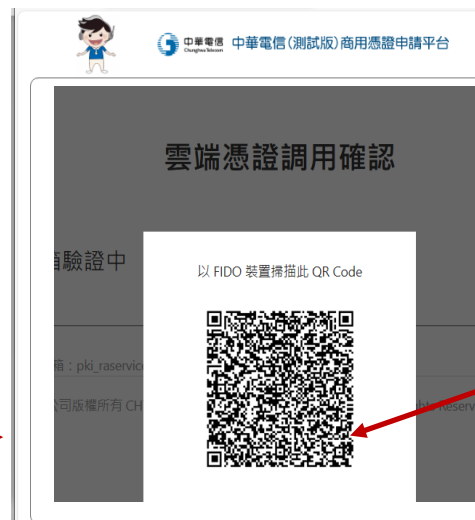 中華電信 中華電信(測試版)商用憑證申請平台
Chunghwa Telecom
雲端憑證調用確認
驗證中
以 FIDO 裝置掃描此 QR Code
箱：pki_raservice
公司版權所有 CH
hts Reserv